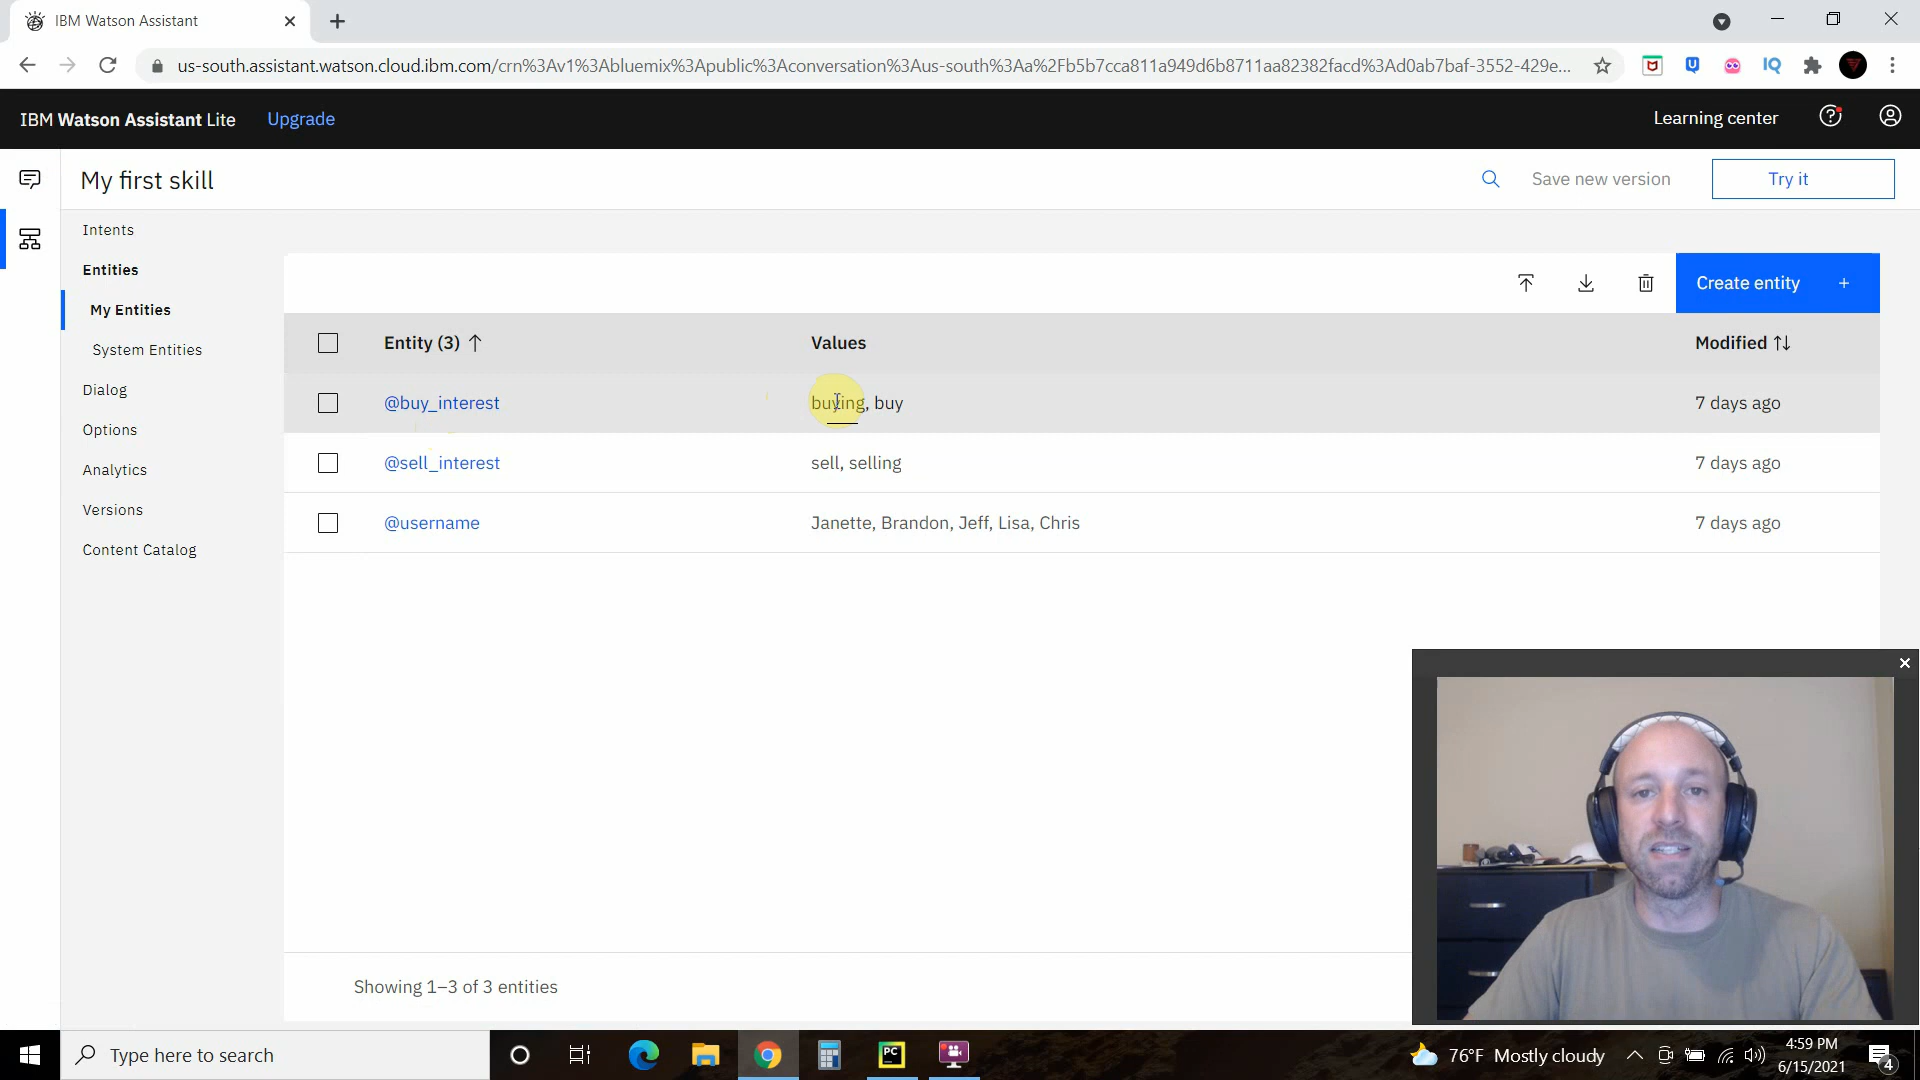 IBM Watson Assistant
us-south.assistant.watson.cloud.ibm.com/crn%3Av1%3Abluemix%3Apublic%3Aconversation%3Aus-south%3Aa%2Fb5b7cca811a949d6b8711aa82382facd%3Ad0ab7baf-3552-429e...
IQ
IBM Watson Assistant Lite
Upgrade
Learning center
My first skill
Save new version
Try it
Intents
Entities
My Entities
System Entities
Dialog
Options
Analytics
Versions
Content Catalog
Create entity +
Entity (3) Values Modified
@buy_interest buying, buy 7 days ago
@sell_interest sell, selling 7 days ago
@username Janette, Brandon, Jeff, Lisa, Chris 7 days ago
Showing 1–3 of 3 entities
Type here to search
PC
76°F Mostly cloudy
4:59 PM
6/15/2021
4